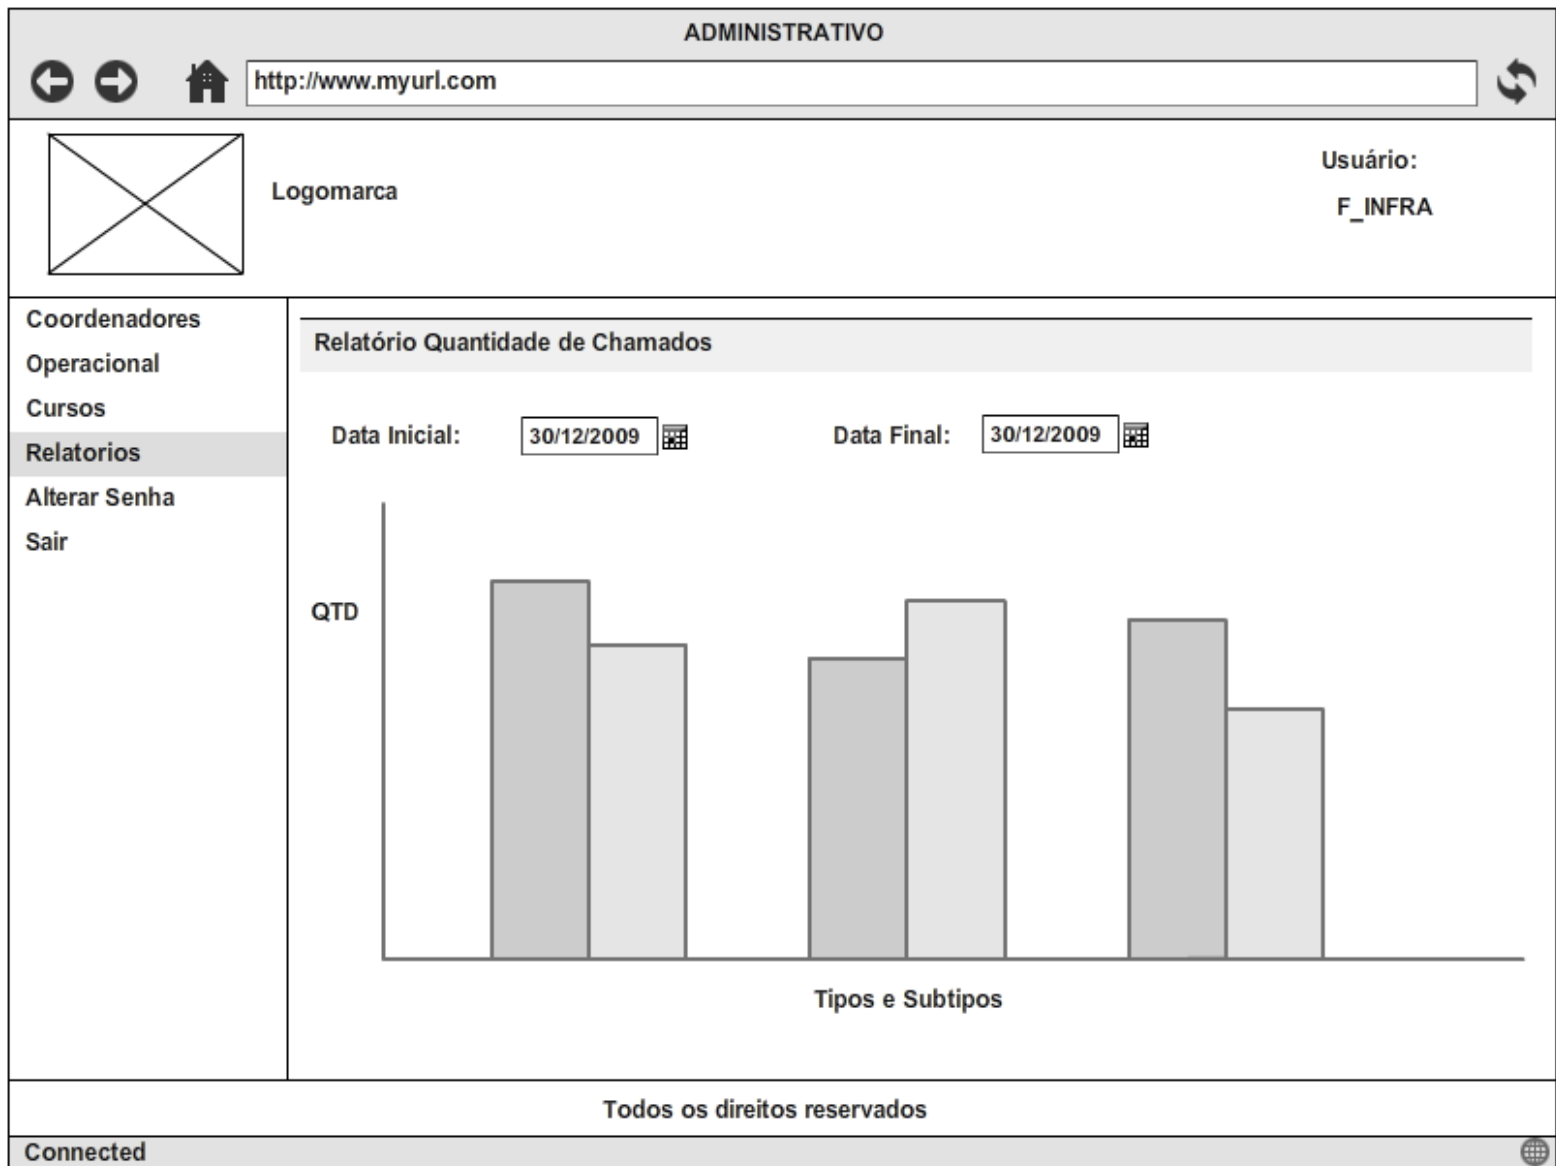 ADMINISTRATIVO
http://www.myurl.com
Logomarca
Usuário:
F_INFRA
Coordenadores
Operacional
Cursos
Relatorios
Alterar Senha
Sair
Relatório Quantidade de Chamados
Data Inicial: 30/12/2009 Data Final: 30/12/2009
QTD
Tipos e Subtipos
Todos os direitos reservados
Connected